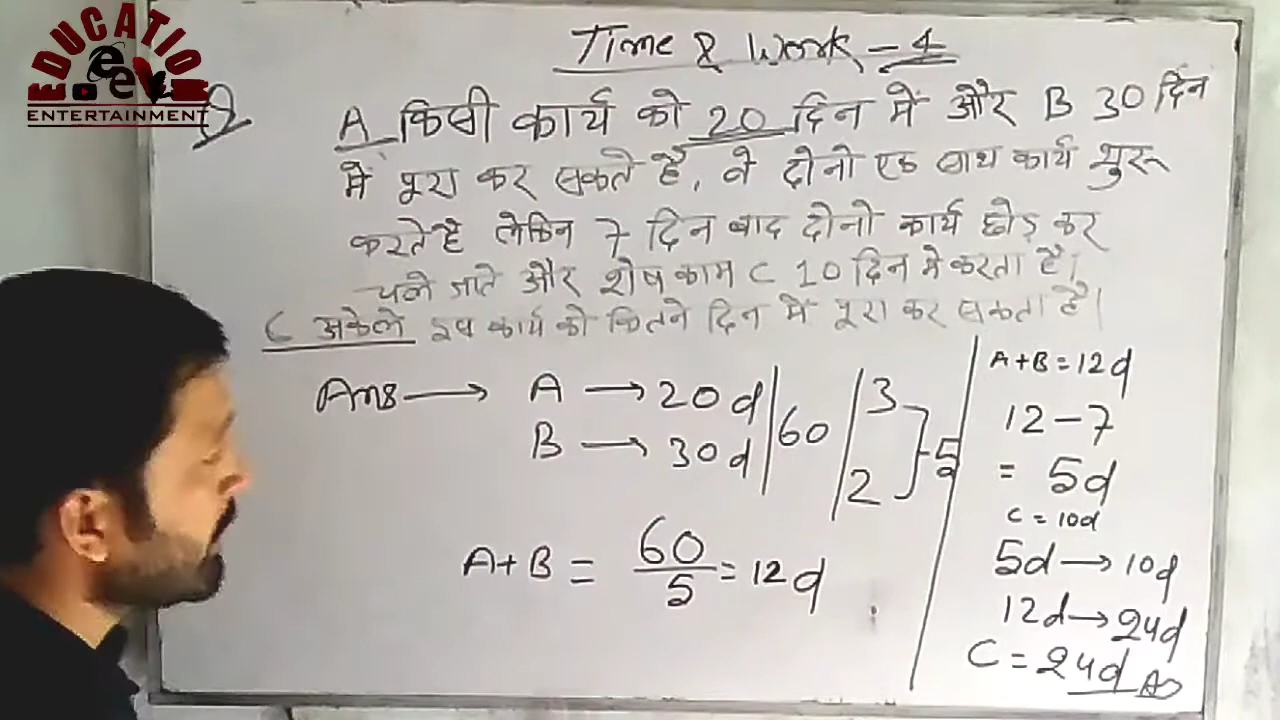 EDUCATION
eev
ENTERTAINMENT
Time & Work - 4
Q
A किसी कार्य को 20 दिन में और B 30 दिन
में पूरा कर सकते है, वे दोनो एक साथ कार्य शुरू
करते है लेकिन 7 दिन बाद दोनो कार्य छोड़ कर
चले जाते और शेष काम C 10 दिन मे करता है।
C अकेले इस कार्य को कितने दिन में पूरा कर सकता है।
Ans → A → 20d | 60 | 3
B → 30d 2 } 5
A+B = 60/5 = 12d
A+B = 12d
12-7
= 5d
C = 10d
5d → 10d
12d → 24d
C = 24d As